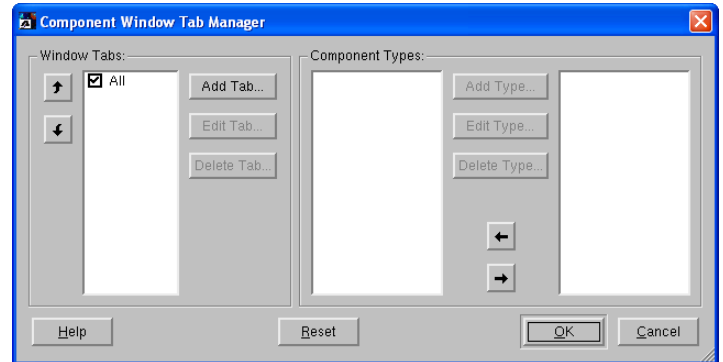 Component Window Tab Manager
Window Tabs:
Component Types:
All
Add Tab...
Add Type...
Edit Tab...
Edit Type...
Delete Tab...
Delete Type...
Help
Reset
OK
Cancel